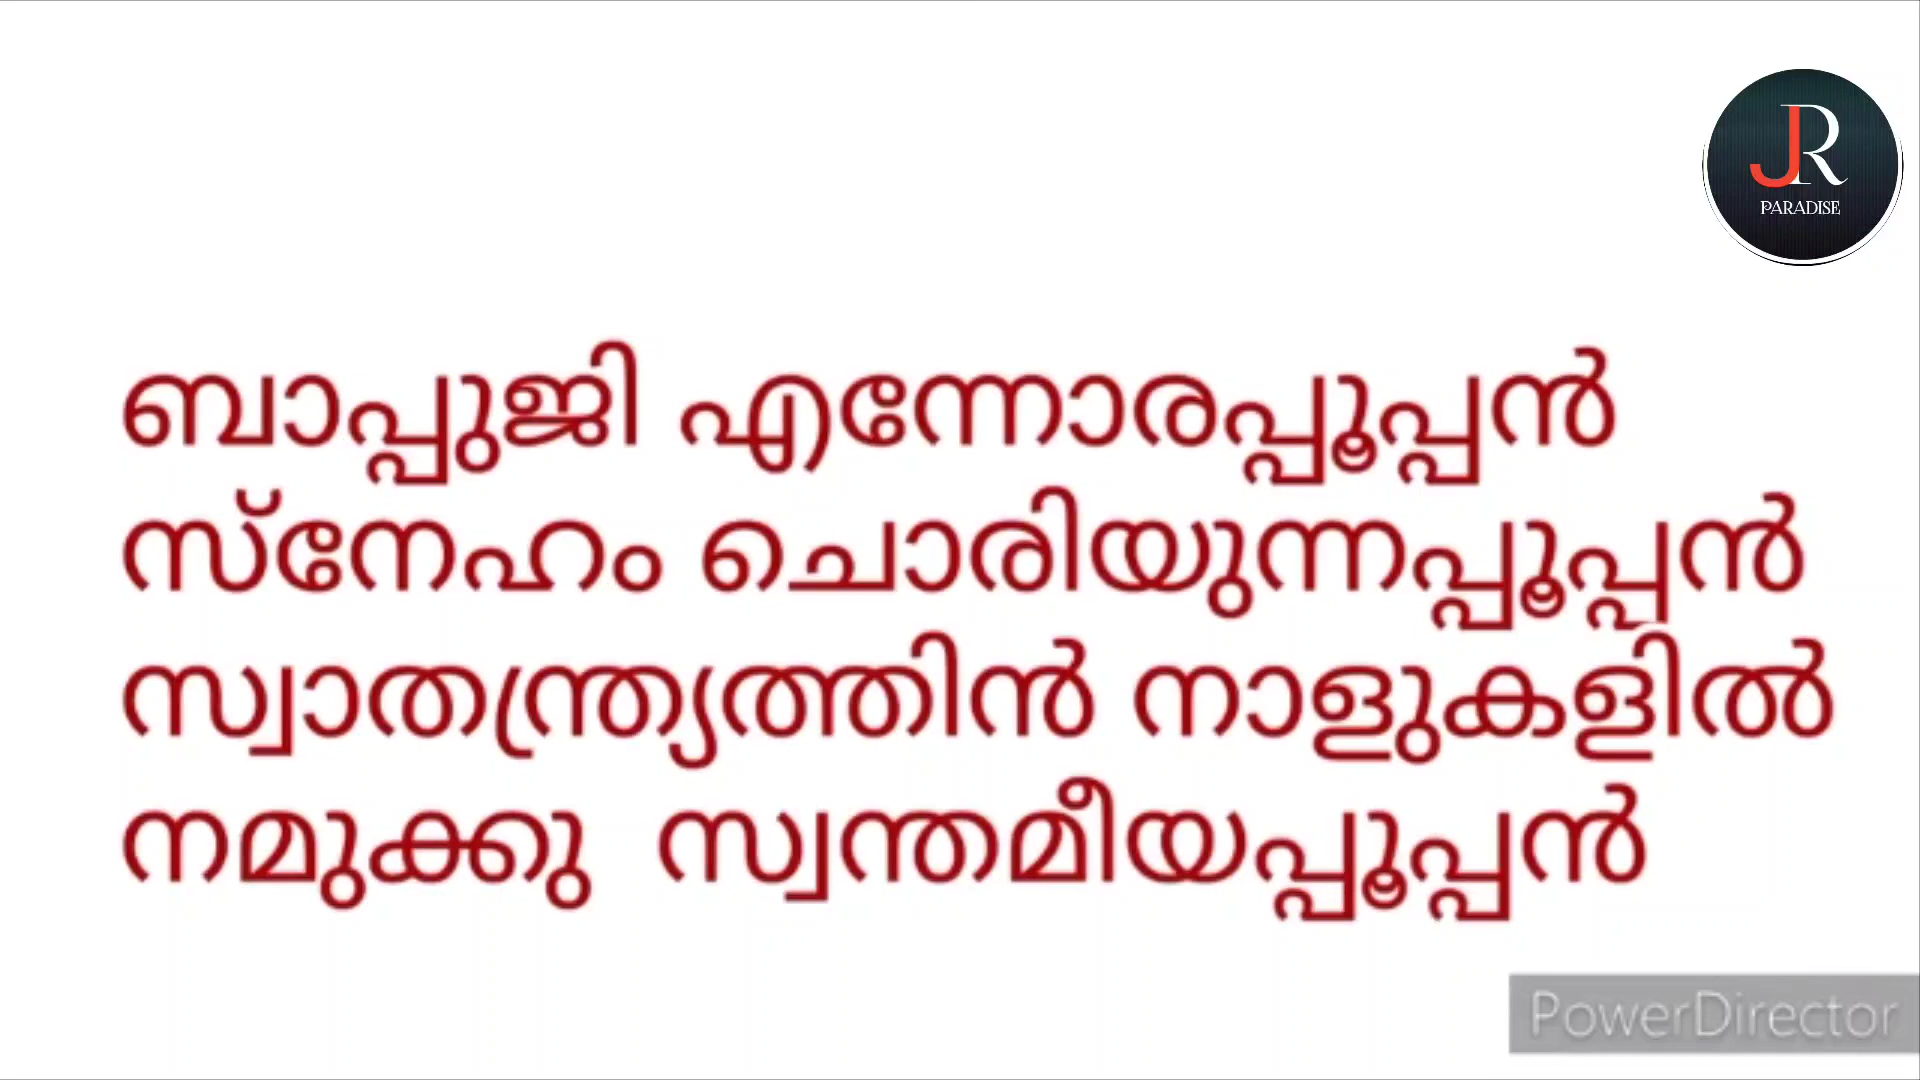 JR
PARADISE
ബാപ്പുജി എന്നോരപ്പൂപ്പൻ
സ്നേഹം ചൊരിയുന്നപ്പൂപ്പൻ
സ്വാതന്ത്ര്യത്തിൻ നാളുകളിൽ
നമുക്കു സ്വന്തമീയപ്പൂപ്പൻ
PowerDirector